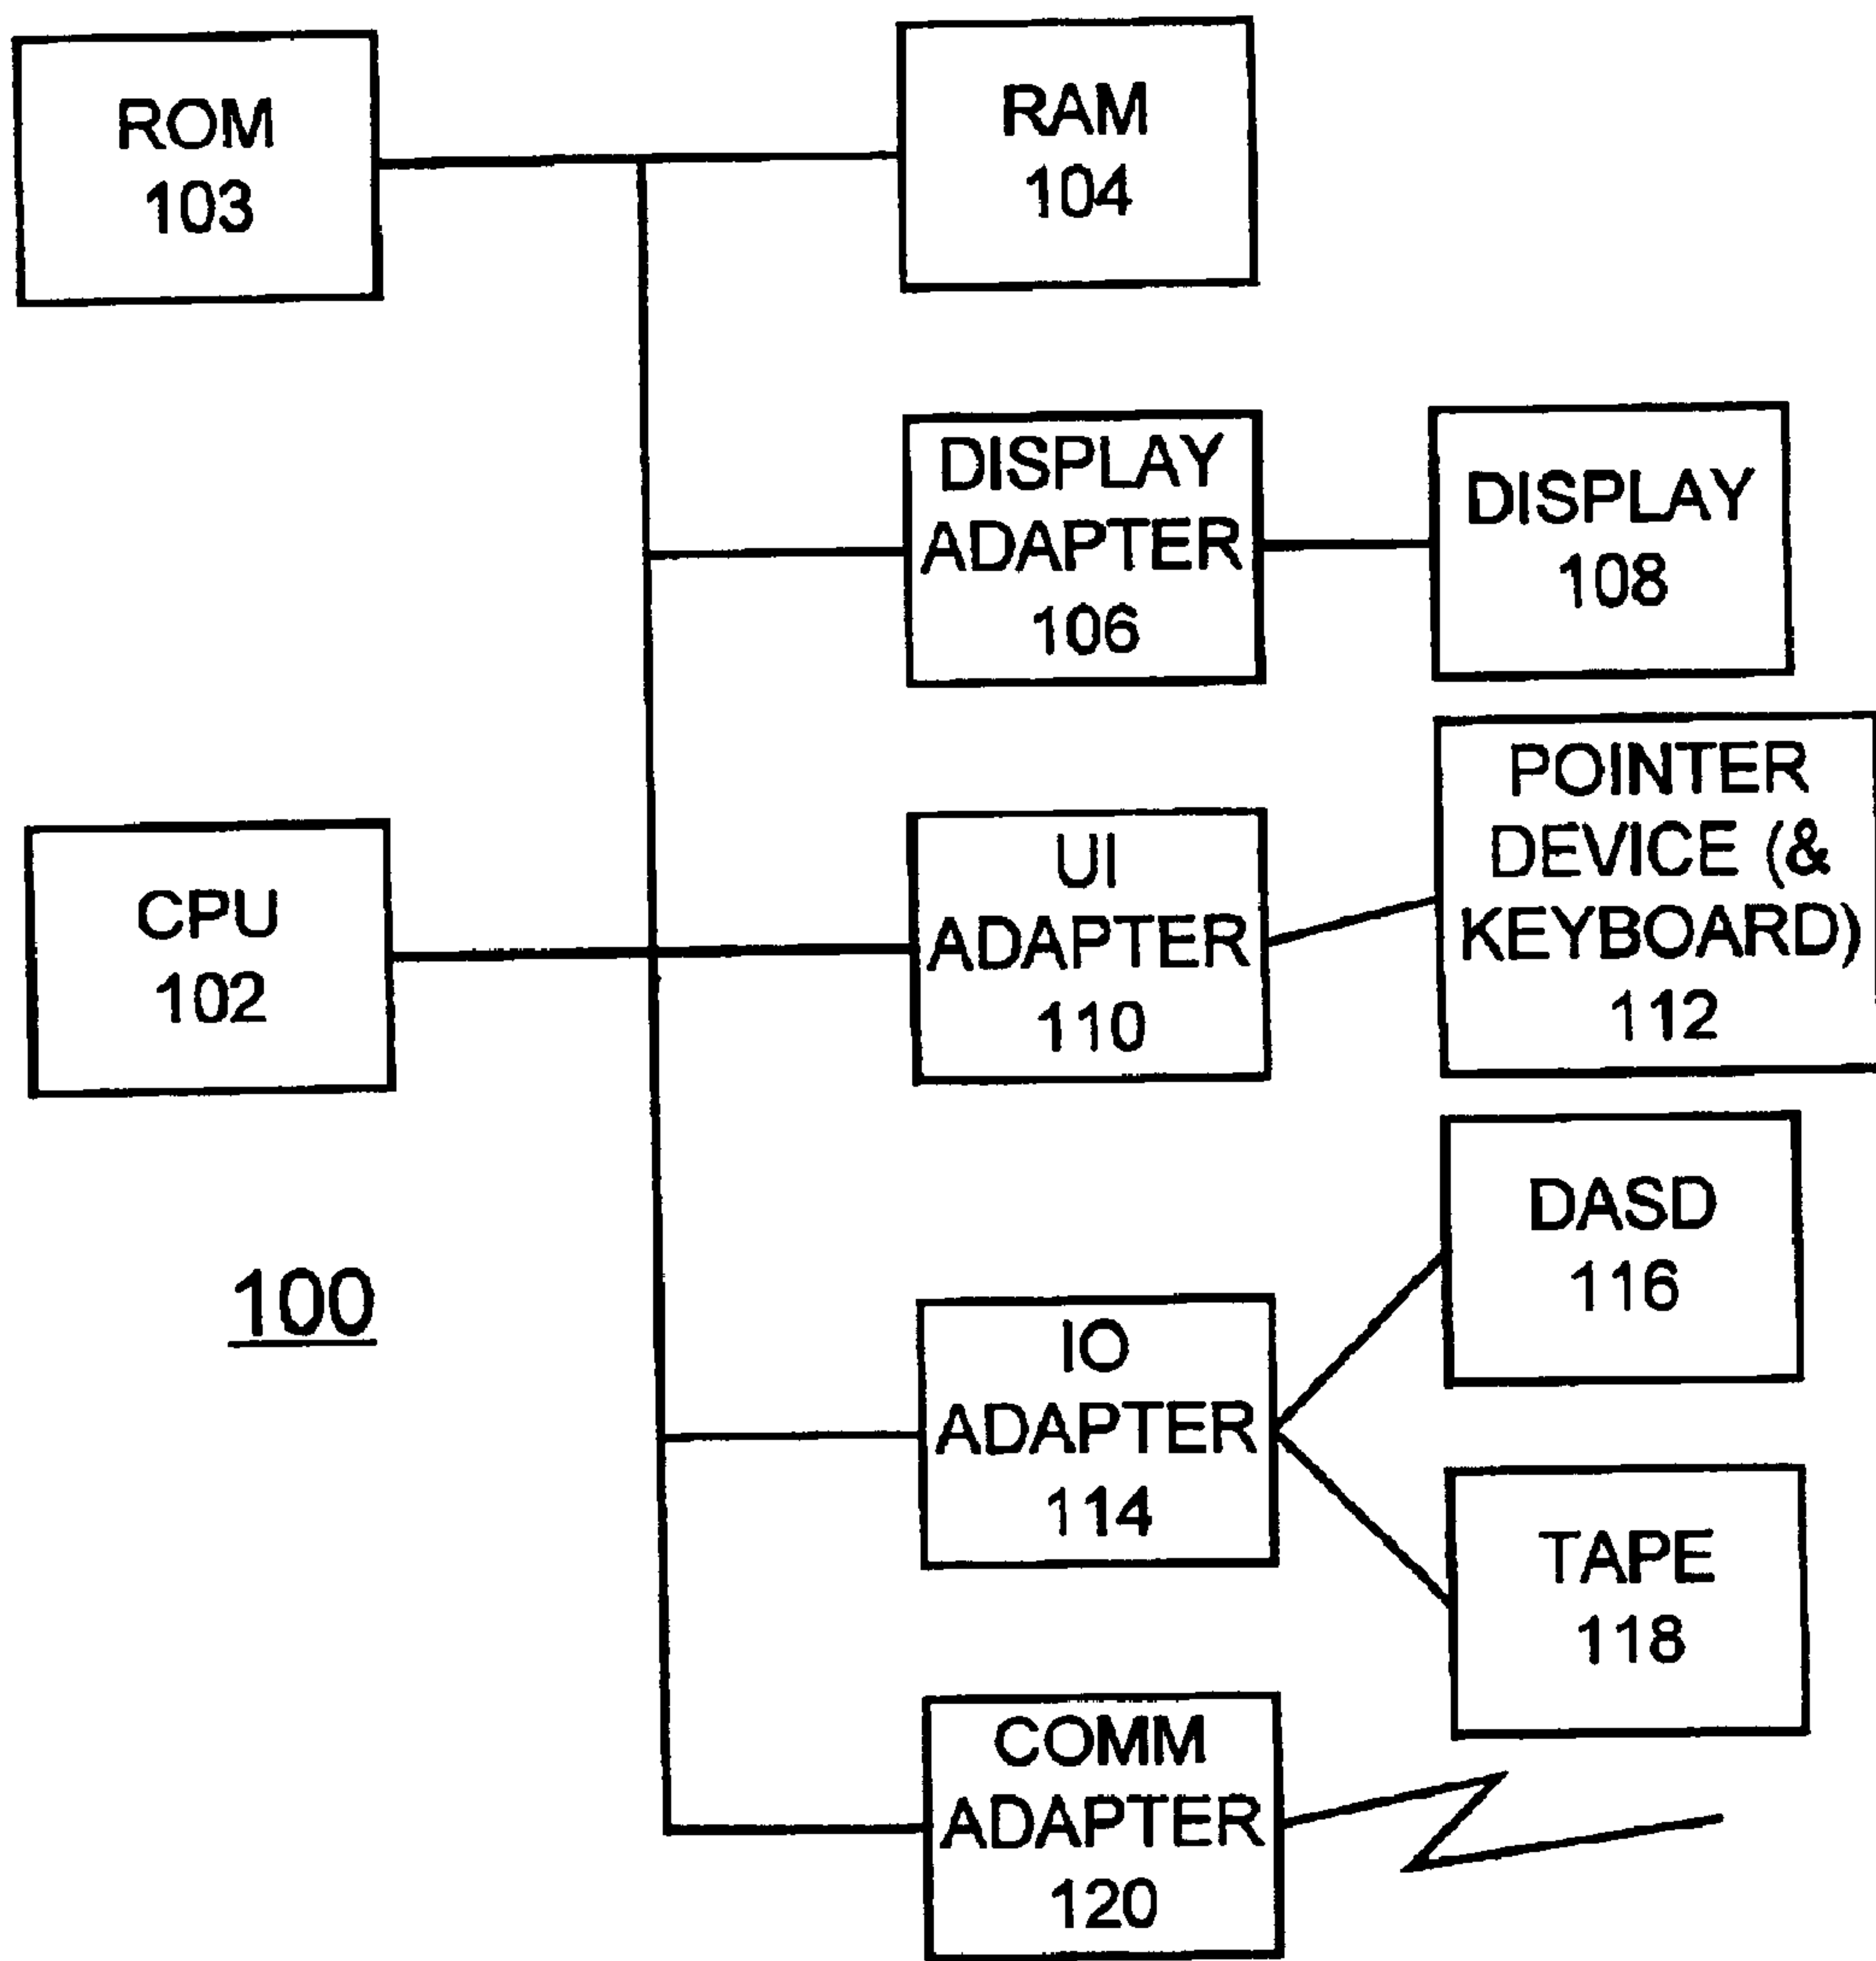 ROM
103
RAM
104
DISPLAY
ADAPTER
106
DISPLAY
108
CPU
102
UI
ADAPTER
110
POINTER
DEVICE (&
KEYBOARD)
112
100
IO
ADAPTER
114
DASD
116
TAPE
118
COMM
ADAPTER
120